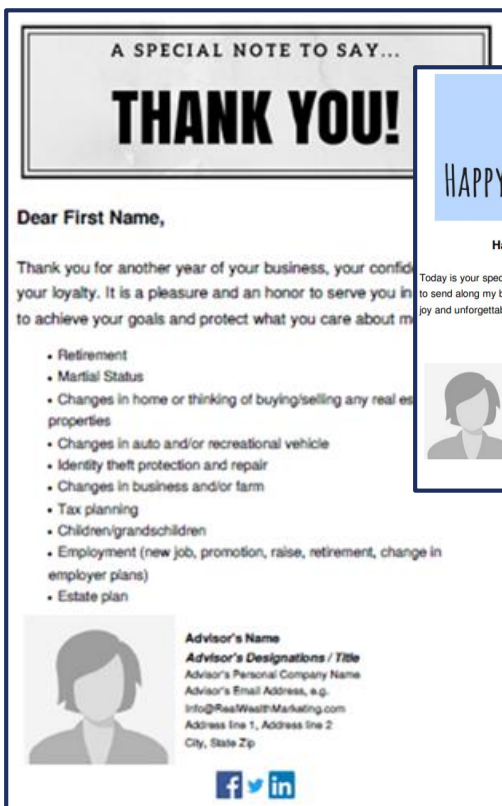 A SPECIAL NOTE TO SAY...
THANK YOU!
Dear First Name,
Thank you for another year of your business, your
your loyalty. It is a pleasure and an honor to serve you in
to achieve your goals and protect what you care about
• Retirement
• Martial Status
• Changes in home or thinking of buying/selling any real
properties
• Changes in auto and/or recreational vehicle
• Identity theft protection and repair
• Changes in business and/or farm
• Tax planning
• Children/grandschildren
• Employment (new job, promotion, raise, retirement, change in
employer plans)
• Estate plan
Advisor's Name
Advisor's Designations / Title
Advisor's Personal Company Name
Advisor's Email Address, e.g.
Info@RealWealthMarketing.com
Address line 1, Address line 2
City, State Zip
f in
HAPPY
Today is your
to send along my
joy and